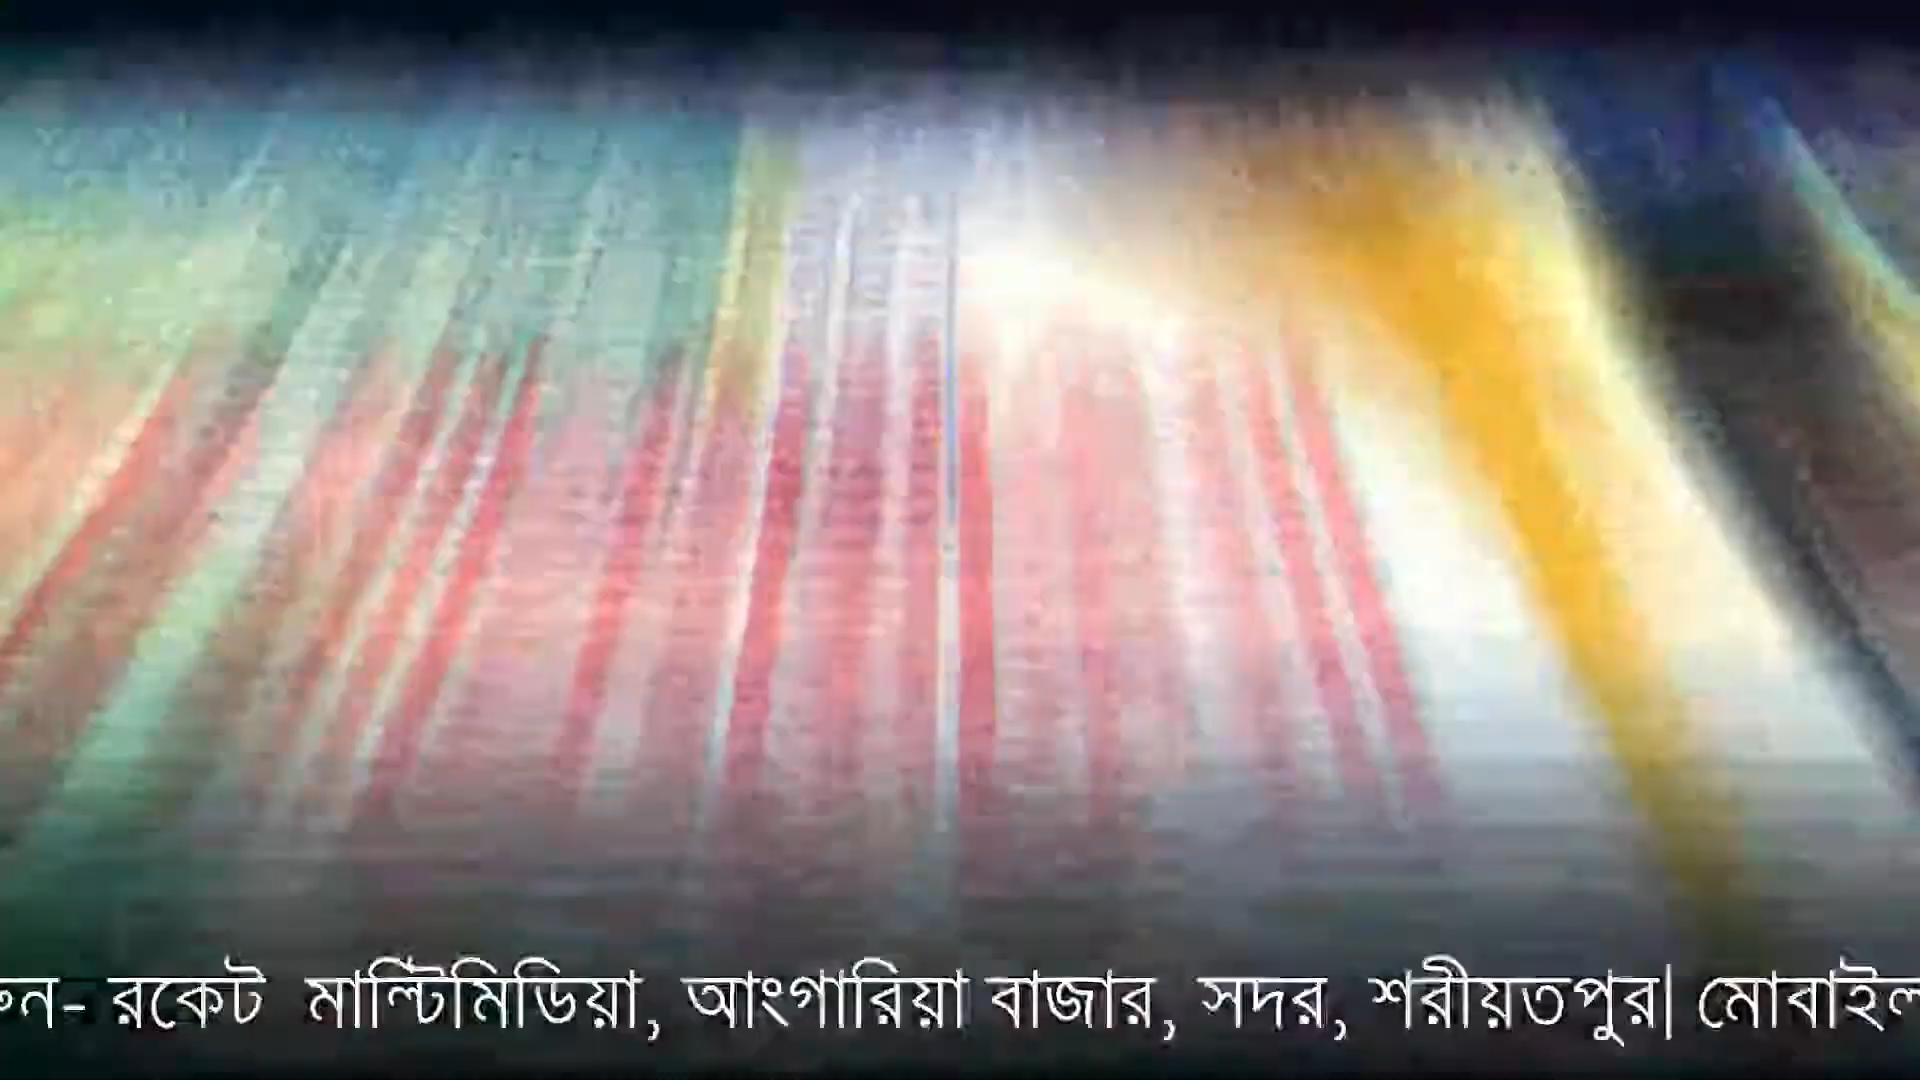 রকেট মাল্টিমিডিয়া, আংগারিয়া বাজার, সদর, শরীয়তপুর| মোবাইল